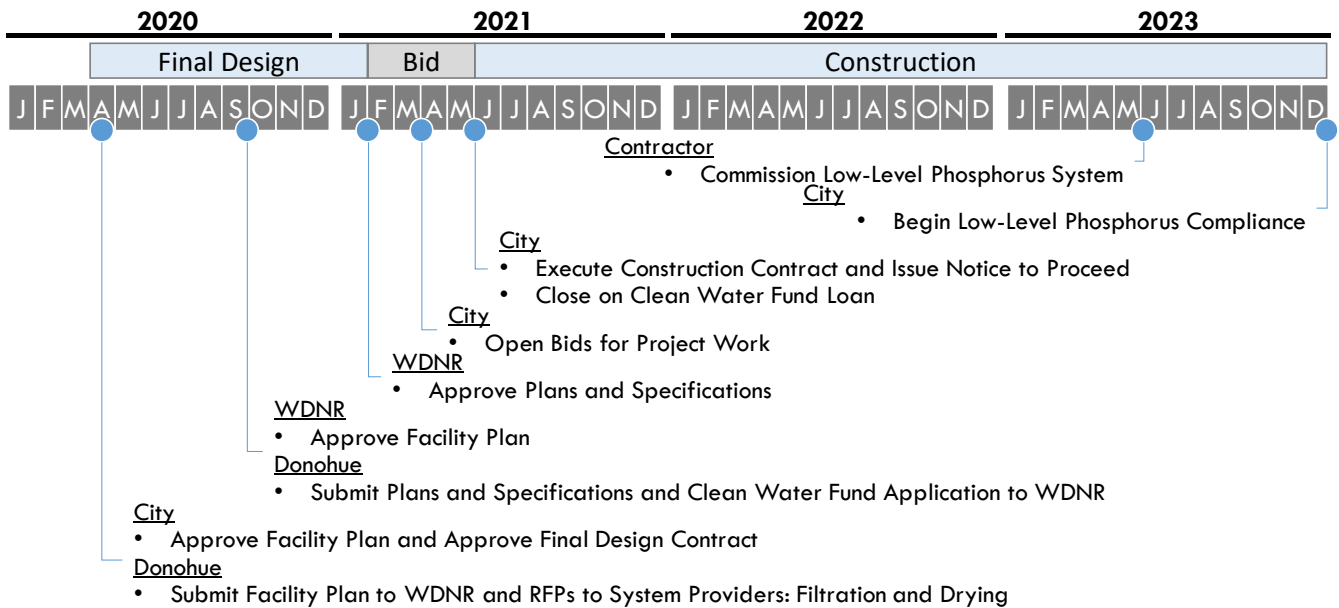 2020 2021 2022 2023
Final Design Bid Construction
J F M A M J J A S O N D J F M A M J J A S O N D J F M A M J J A S O N D J F M A M J J A S O N D
Contractor
• Commission Low-Level Phosphorus System
City
• Begin Low-Level Phosphorus Compliance
City
• Execute Construction Contract and Issue Notice to Proceed
• Close on Clean Water Fund Loan
City
• Open Bids for Project Work
WDNR
• Approve Plans and Specifications
WDNR
• Approve Facility Plan
Donohue
• Submit Plans and Specifications and Clean Water Fund Application to WDNR
City
• Approve Facility Plan and Approve Final Design Contract
Donohue
• Submit Facility Plan to WDNR and RFPs to System Providers: Filtration and Drying